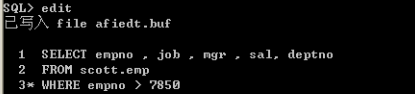 SQL> edit
已写入 file afiedt.buf
1 SELECT empno , job , mgr , sal, deptno
2 FROM scott.emp
3* WHERE empno > 7850